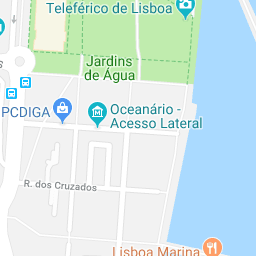 Teleférico de Lisboa
Jardins
de Água
PCDIGA
Oceanário -
Acesso Lateral
R. dos Cruzados
Lisboa Marina